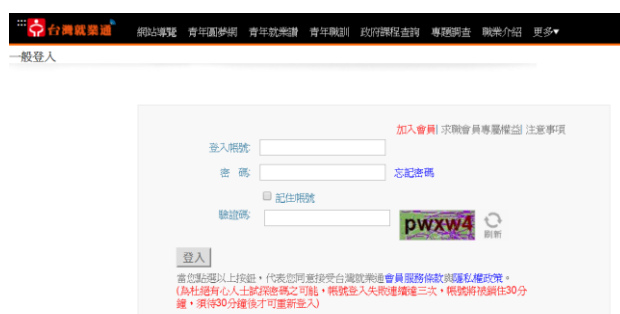 台灣就業通 網站導覽 青年圓夢網 青年就業讚 青年職訓 政府課程查詢 專題調查 職業介紹 更多▼
一般登入
加入會員| 求職會員專屬權益| 注意事項
登入帳號:
密 碼: 忘記密碼
記住帳號
驗證碼: pwxw4 刷新
登入
當您點選以上按鈕，代表您同意接受台灣就業通會員服務條款與隱私權政策。
(為杜絕有心人士試探密碼之可能，帳號登入失敗連續達三次，帳號將被鎖住30分
鐘，須待30分鐘後才可重新登入)